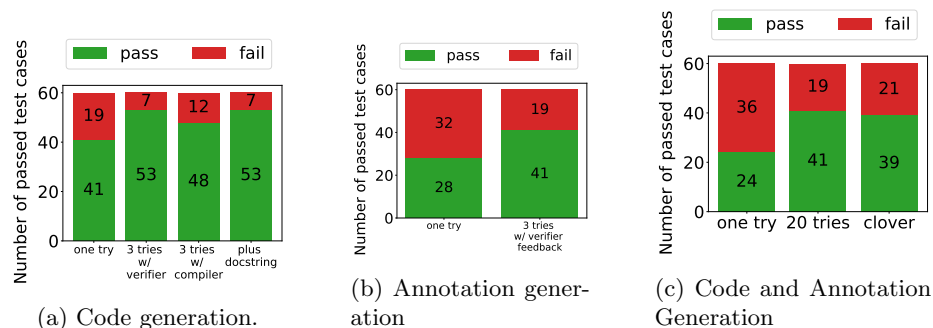 pass fail
Number of passed test cases
60
40
20
0
19 7 12 7
41 53 48 53
one try 3 tries w/ verifier 3 tries w/ compiler plus docstring
(a) Code generation.
pass fail
Number of passed test cases
60
40
20
0
32 19
28 41
one try 3 tries w/ verifier feedback
(b) Annotation gener-
ation
pass fail
Number of passed test cases
60
40
20
0
36 19 21
24 41 39
one try 20 tries clover
(c) Code and Annotation
Generation